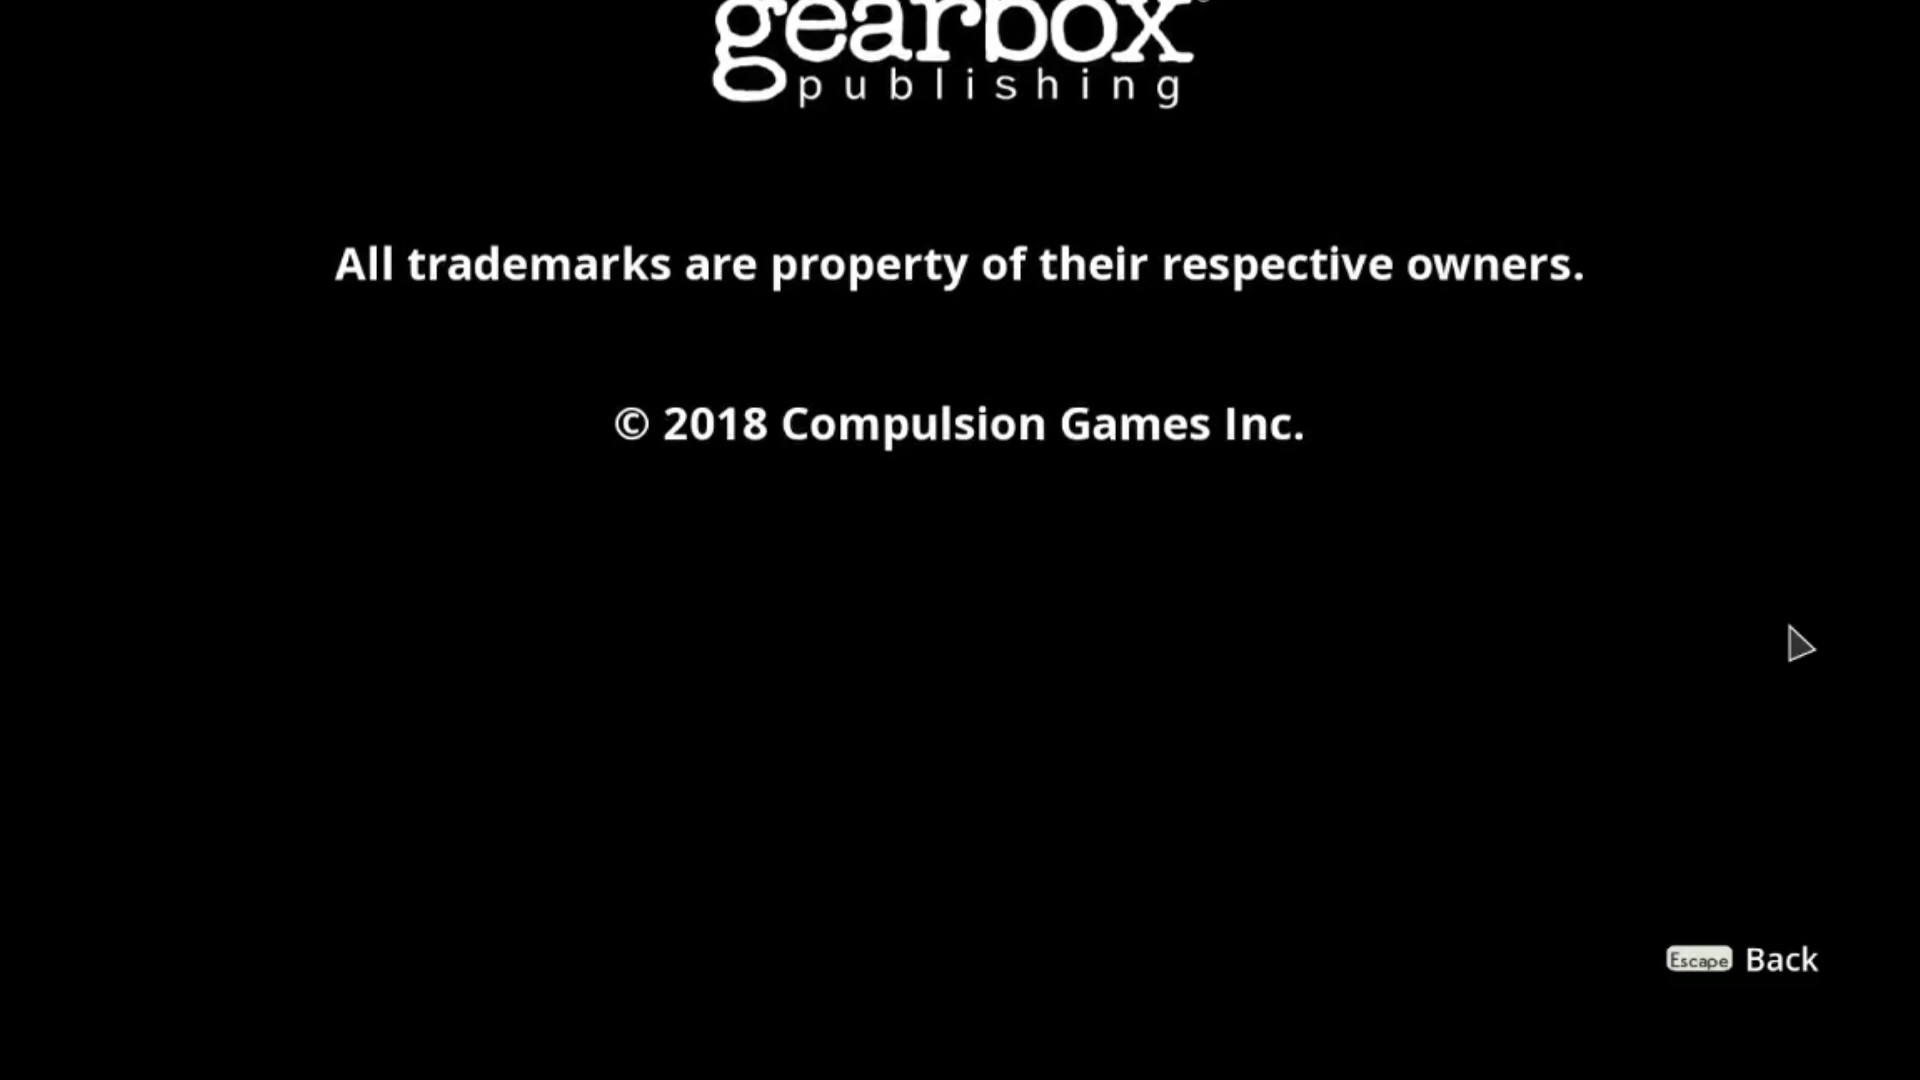 gearbox
publishing
All trademarks are property of their respective owners.
© 2018 Compulsion Games Inc.
Escape Back